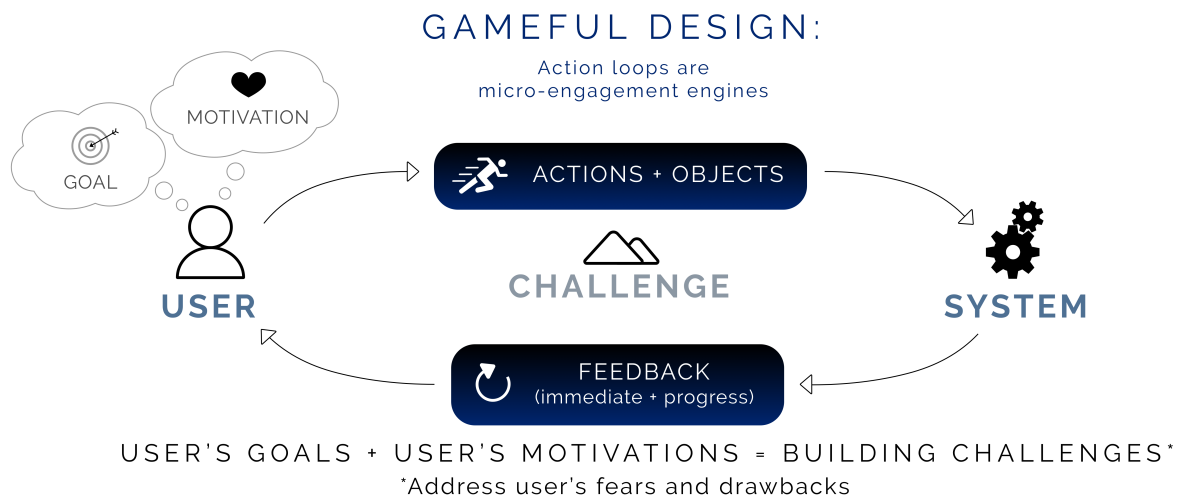 GAMEFUL DESIGN:
Action loops are
micro-engagement engines
MOTIVATION
GOAL
ACTIONS + OBJECTS
CHALLENGE
USER
SYSTEM
FEEDBACK
(immediate + progress)
USER'S GOALS + USER'S MOTIVATIONS = BUILDING CHALLENGES*
*Address user's fears and drawbacks